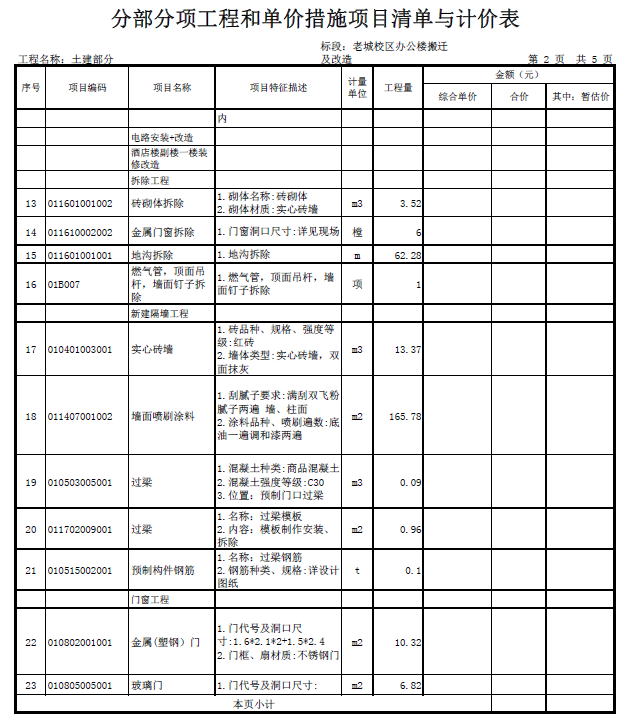 分部分项工程和单价措施项目清单与计价表
标段: 老城校区办公楼搬迁
工程名称: 土建部分 及改造 第 2 页 共 5 页
序号 项目编码 项目名称 项目特征描述 计量单位 工程量 金额（元）
综合单价 合价 其中: 暂估价
内
电路安装+改造
酒店楼副楼一楼装
修改造
拆除工程
13 011601001002 砖砌体拆除 1.砌体名称:砖砌体 m3 3.52
2.砌体材质:实心砖墙
14 011610002002 金属门窗拆除 1.门窗洞口尺寸:详见现场 樘 6
15 011601001001 地沟拆除 1.地沟拆除 m 62.28
16 01B007 燃气管, 顶面吊 1.燃气管, 顶面吊杆, 墙 项 1
杆, 墙面钉子拆 面钉子拆除
除
新建隔墙工程
17 010401003001 实心砖墙 1.砖品种、规格、强度等 m3 13.37
级:红砖
2.墙体类型:实心砖墙, 双
面抹灰
18 011407001002 墙面喷刷涂料 1.刮腻子要求:满刮双飞粉 m2 165.78
腻子两遍 墙、柱面
2.涂料品种、喷刷遍数:底
油一遍调和漆两遍
19 010503005001 过梁 1.混凝土种类:商品混凝土 m3 0.09
2.混凝土强度等级:C30
3.位置: 预制门口过梁
20 011702009001 过梁 1.名称: 过梁模板 m2 0.96
2.内容: 模板制作安装、
拆除
21 010515002001 预制构件钢筋 1.名称: 过梁钢筋 t 0.1
2.钢筋种类、规格:详设计
图纸
门窗工程
22 010802001001 金属(塑钢) 门 1.门代号及洞口尺 m2 10.32
寸:1.6*2.1*2+1.5*2.4
2.门框、扇材质:不锈钢门
23 010805005001 玻璃门 1.门代号及洞口尺寸: m2 6.82
本页小计